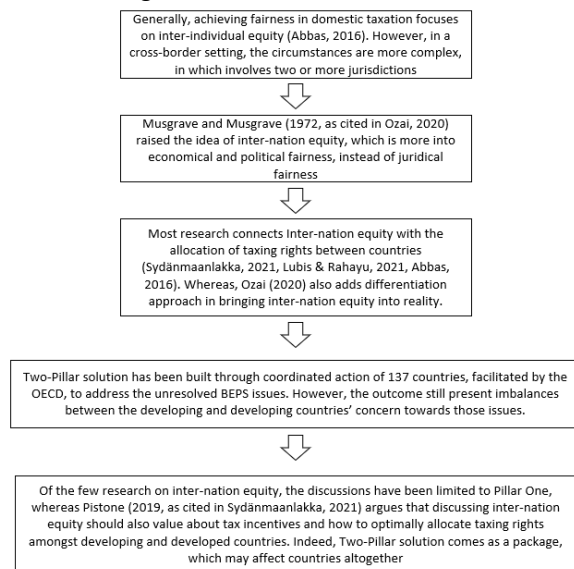 Generally, achieving fairness in domestic taxation focuses
on inter-individual equity (Abbas, 2016). However, in a
cross-border setting, the circumstances are more complex,
in which involves two or more jurisdictions
Musgrave and Musgrave (1972, as cited in Ozai, 2020)
raised the idea of inter-nation equity, which is more into
economical and political fairness, instead of juridical
fairness
Most research connects Inter-nation equity with the
allocation of taxing rights between countries
(Sydänmaanlakka, 2021, Lubis & Rahayu, 2021, Abbas,
2016). Whereas, Ozai (2020) also adds differentiation
approach in bringing inter-nation equity into reality.
Two-Pillar solution has been built through coordinated action of 137 countries, facilitated by the
OECD, to address the unresolved BEPS issues. However, the outcome still present imbalances
between the developing and developing countries' concern towards those issues.
Of the few research on inter-nation equity, the discussions have been limited to Pillar One,
whereas Pistone (2019, as cited in Sydänmaanlakka, 2021) argues that discussing inter-nation
equity should also value about tax incentives and how to optimally allocate taxing rights
amongst developing and developed countries. Indeed, Two-Pillar solution comes as a package,
which may affect countries altogether